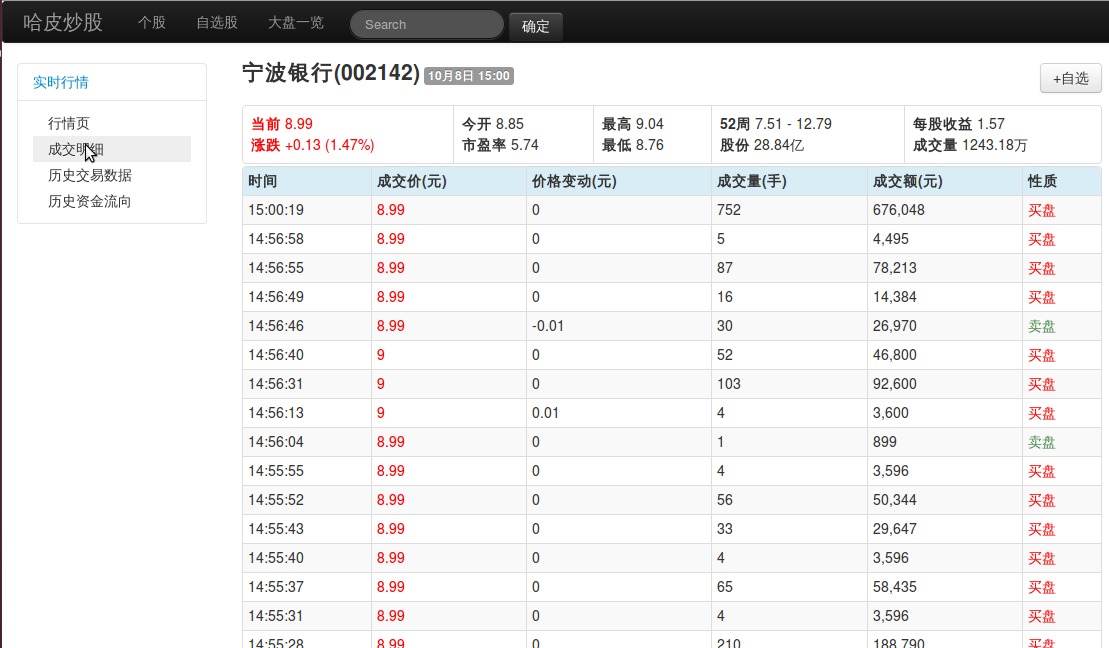 哈皮炒股 个股 自选股 大盘一览 Search 确定
实时行情
行情页
成交明细
历史交易数据
历史资金流向
宁波银行(002142) 10月8日 15:00 +自选
当前 8.99 今开 8.85 最高 9.04 52周 7.51 - 12.79 每股收益 1.57
涨跌 +0.13 (1.47%) 市盈率 5.74 最低 8.76 股份 28.84亿 成交量 1243.18万
时间 成交价(元) 价格变动(元) 成交量(手) 成交额(元) 性质
15:00:19 8.99 0 752 676,048 买盘
14:56:58 8.99 0 5 4,495 买盘
14:56:55 8.99 0 87 78,213 买盘
14:56:49 8.99 0 16 14,384 买盘
14:56:46 8.99 -0.01 30 26,970 卖盘
14:56:40 9 0 52 46,800 买盘
14:56:31 9 0 103 92,600 买盘
14:56:13 9 0.01 4 3,600 买盘
14:56:04 8.99 0 1 899 卖盘
14:55:55 8.99 0 4 3,596 买盘
14:55:52 8.99 0 56 50,344 买盘
14:55:43 8.99 0 33 29,647 买盘
14:55:40 8.99 0 4 3,596 买盘
14:55:37 8.99 0 65 58,435 买盘
14:55:31 8.99 0 4 3,596 买盘
14:55:28 8.99 0 210 188,790 买盘